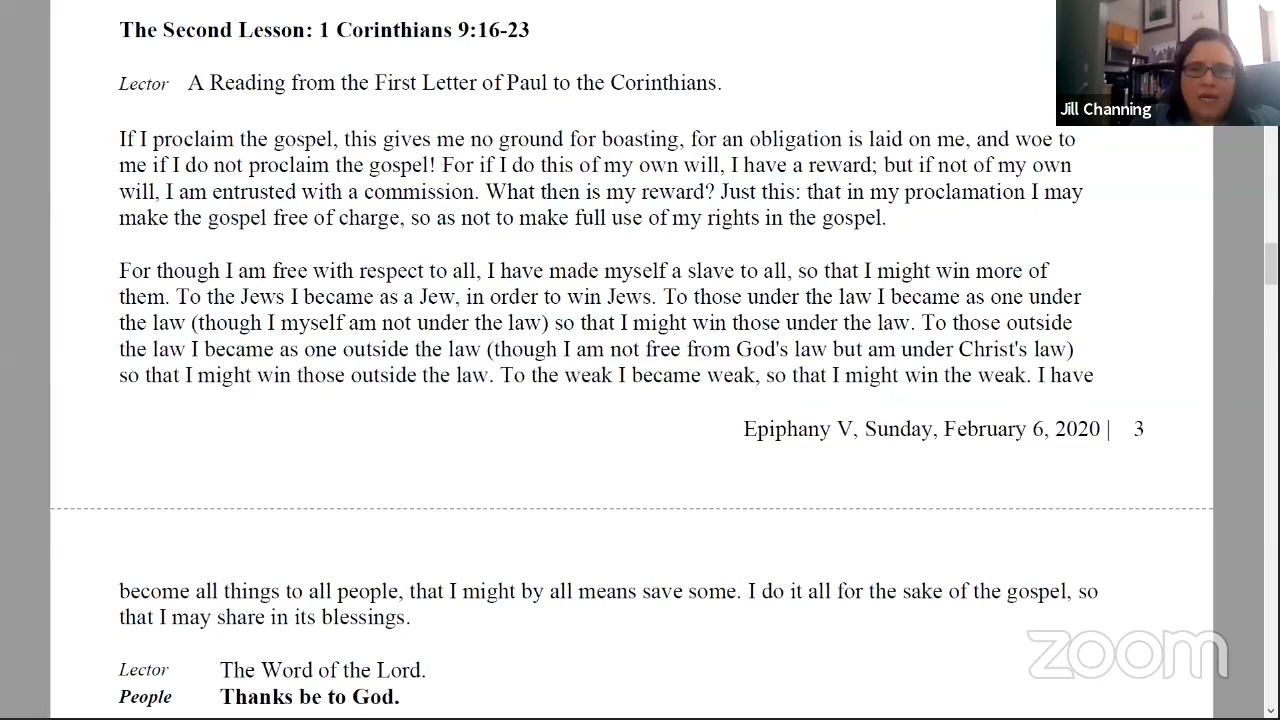 The Second Lesson: 1 Corinthians 9:16-23
Jill Channing
Lector A Reading from the First Letter of Paul to the Corinthians.
If I proclaim the gospel, this gives me no ground for boasting, for an obligation is laid on me, and woe to
me if I do not proclaim the gospel! For if I do this of my own will, I have a reward; but if not of my own
will, I am entrusted with a commission. What then is my reward? Just this: that in my proclamation I may
make the gospel free of charge, so as not to make full use of my rights in the gospel.
For though I am free with respect to all, I have made myself a slave to all, so that I might win more of
them. To the Jews I became as a Jew, in order to win Jews. To those under the law I became as one under
the law (though I myself am not under the law) so that I might win those under the law. To those outside
the law I became as one outside the law (though I am not free from God's law but am under Christ's law)
so that I might win those outside the law. To the weak I became weak, so that I might win the weak. I have
Epiphany V, Sunday, February 6, 2020 | 3
become all things to all people, that I might by all means save some. I do it all for the sake of the gospel, so
that I may share in its blessings.
Lector The Word of the Lord.
People Thanks be to God.
zoom